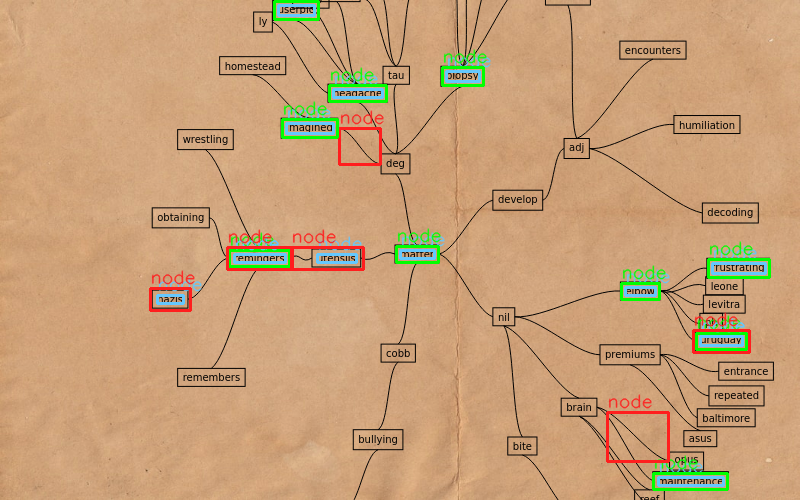 ly
homestead
tau
node
biopsy
encounters
node
headache
node
node
imagined
humiliation
wrestling
adj
deg
develop
obtaining
decoding
node
node
node
reminders
matter
node
frustrating
node
nazis
node
elbow
leone
levitra
nil
node
uruguay
cobb
premiums
entrance
remembers
repeated
node
brain
baltimore
bullying
asus
bite
opus
maintenance
reef